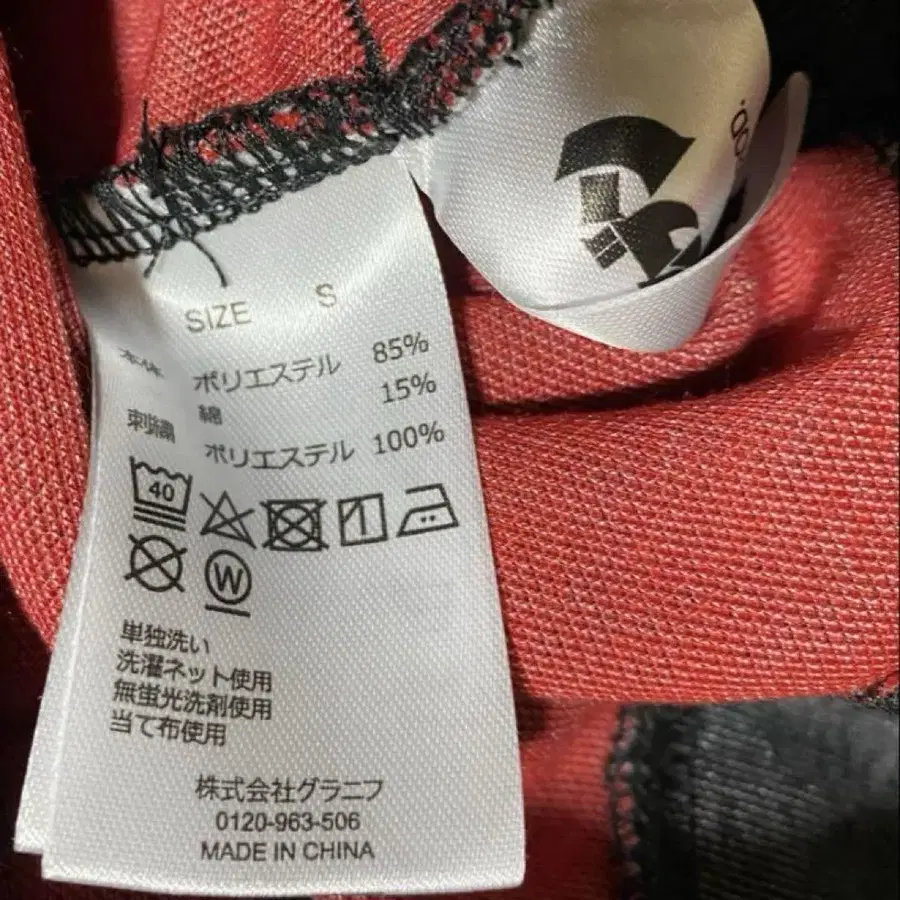 SIZE S
本体 ポリエステル 85%
綿 15%
刺繍 ポリエステル 100%
40
W
単独洗い
洗濯ネット使用
無蛍光洗剤使用
当て布使用
株式会社グラニフ
0120-963-506
MADE IN CHINA